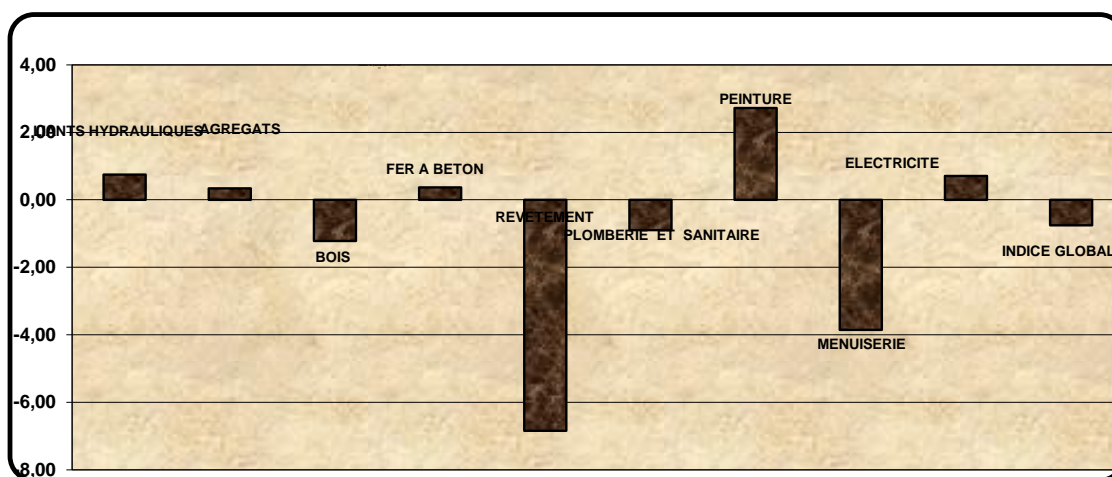 4,00
PEINTURE
2,00
HYDRAULIQUES
AGREGATS
ELECTRICITE
FER A BETON
0,00
REVETEMENT
PLOMBERIE ET SANITAIRE
BOIS
INDICE GLOBAL
-2,00
-4,00
MENUISERIE
-6,00
-8,00